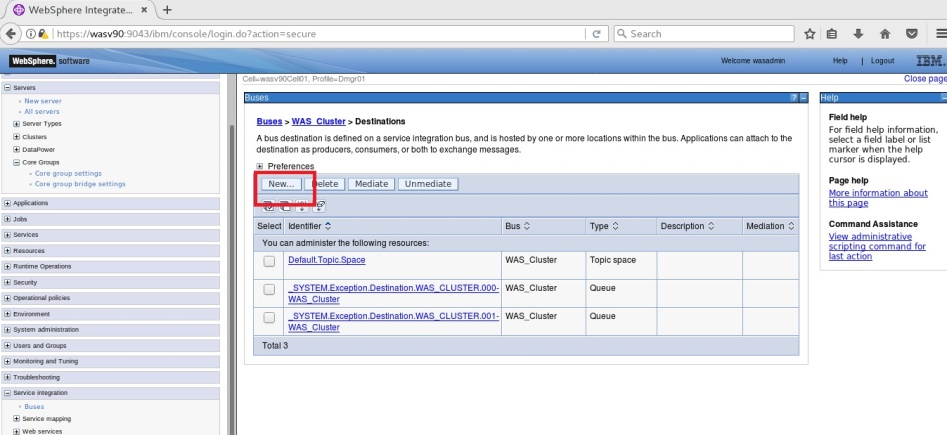 WebSphere Integrate...
https://wasv90:9043/ibm/console/login.do?action=secure
Search
WebSphere. software
Welcome wasadmin
Help
Logout
IBM.
Cell=wasv90Cell01, Profile=Dmgr01
Close page
Servers
New server
All servers
Server Types
Clusters
DataPower
Core Groups
Core group settings
Core group bridge settings
Applications
Jobs
Services
Resources
Runtime Operations
Security
Operational policies
Environment
System administration
Users and Groups
Monitoring and Tuning
Troubleshooting
Service integration
Buses
Service mapping
Web services
Buses
Buses > WAS_Cluster > Destinations
A bus destination is defined on a service integration bus, and is hosted by one or more locations within the bus. Applications can attach to the
destination as producers, consumers, or both to exchange messages.
Preferences
New... Delete Mediate Unmediate
Select Identifier Bus Type Description Mediation
You can administer the following resources:
Default.Topic.Space WAS_Cluster Topic space
_SYSTEM.Exception.Destination.WAS_CLUSTER.000- WAS_Cluster Queue
WAS_Cluster
_SYSTEM.Exception.Destination.WAS_CLUSTER.001- WAS_Cluster Queue
WAS_Cluster
Total 3
Help
Field help
For field help information,
select a field label or list
marker when the help
cursor is displayed.
Page help
More information about
this page
Command Assistance
View administrative
scripting command for
last action